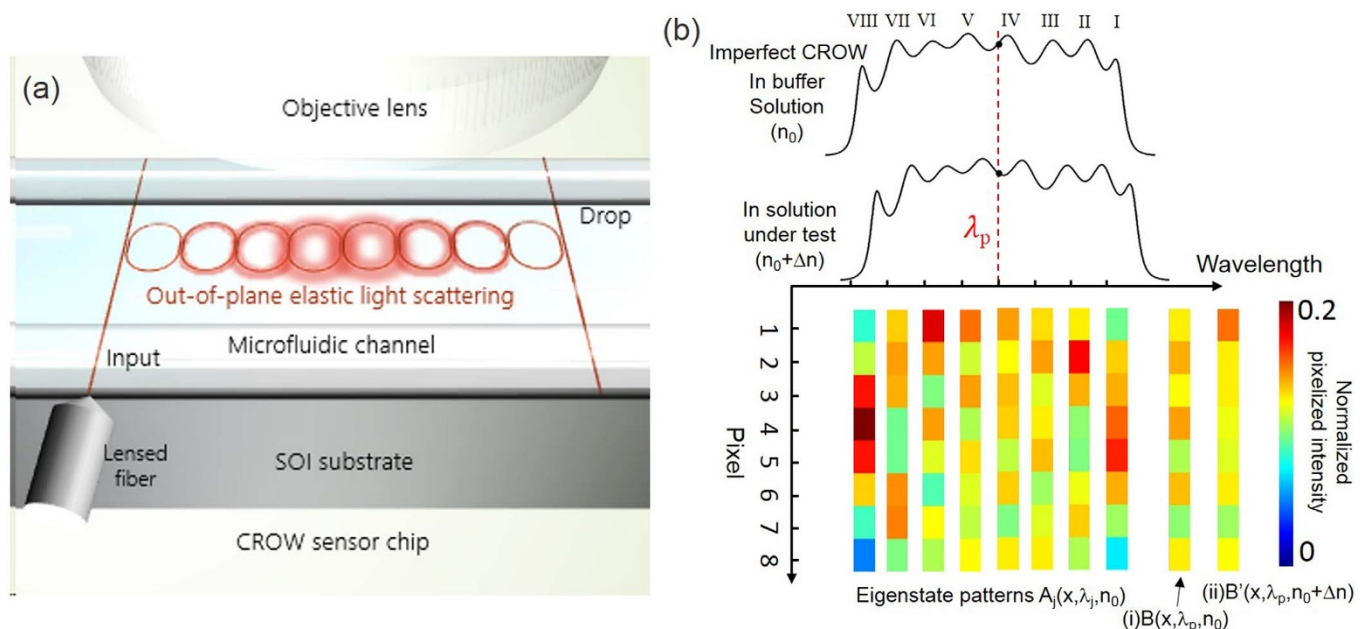 (a)
Objective lens
Drop
Out-of-plane elastic light scattering
Microfluidic channel
Input
Lensed
fiber
SOI substrate
CROW sensor chip
(b)
VIII VII VI V IV III II I
Imperfect CROW
In buffer
Solution
(n0)
In solution
under test
(n0+Δn)
λp
Wavelength
Pixel
1
2
3
4
5
6
7
8
0.2
0
Normalized
pixelized intensity
Eigenstate patterns Aj(x,λj,n0)
(i)B(x,λp,n0)
(ii)B'(x,λp,n0+Δn)